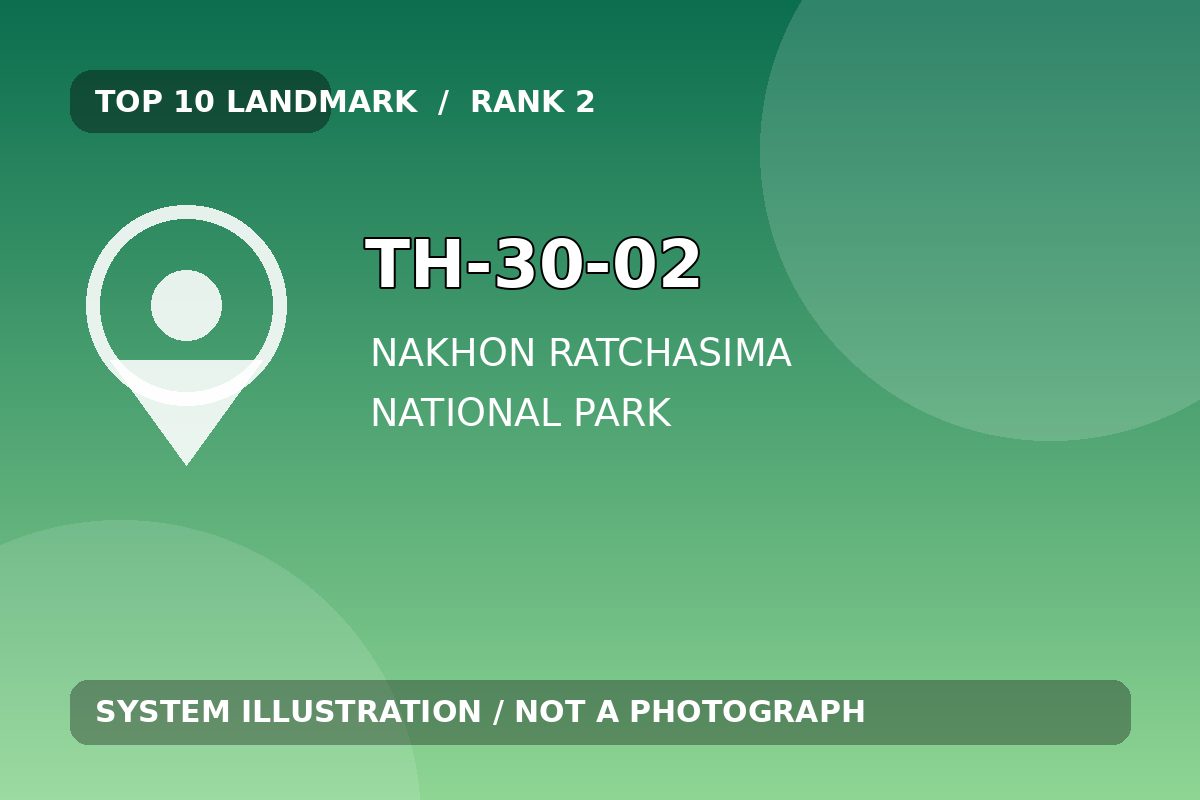 TOP 10 LANDMARK / RANK 2
TH-30-02
NAKHON RATCHASIMA
NATIONAL PARK
SYSTEM ILLUSTRATION / NOT A PHOTOGRAPH